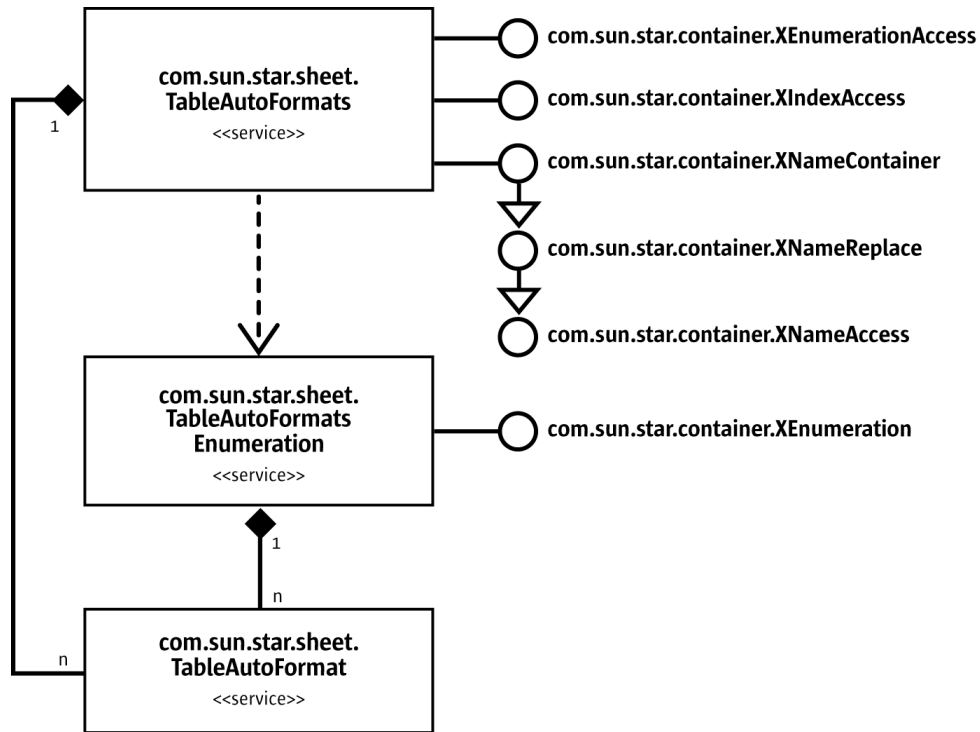 com.sun.star.sheet.
TableAutoFormats
<<service>>
1
com.sun.star.container.XEnumerationAccess
com.sun.star.container.XIndexAccess
com.sun.star.container.XNameContainer
com.sun.star.container.XNameReplace
com.sun.star.container.XNameAccess
com.sun.star.sheet.
TableAutoFormats
Enumeration
<<service>>
com.sun.star.container.XEnumeration
1
n
n
com.sun.star.sheet.
TableAutoFormat
<<service>>